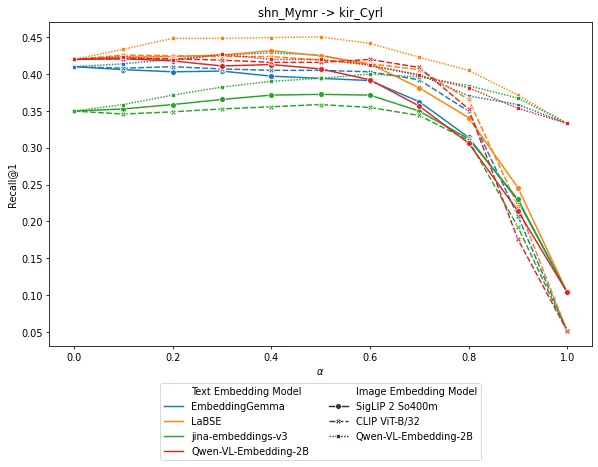 shn_Mymr -> kir_Cyrl
Recall@1
0.45
0.40
0.35
0.30
0.25
0.20
0.15
0.10
0.05
0.0
0.2
0.4
0.6
0.8
1.0
α
Text Embedding Model
EmbeddingGemma
LaBSE
jina-embeddings-v3
Qwen-VL-Embedding-2B
Image Embedding Model
SigLIP 2 So400m
CLIP ViT-B/32
Qwen-VL-Embedding-2B